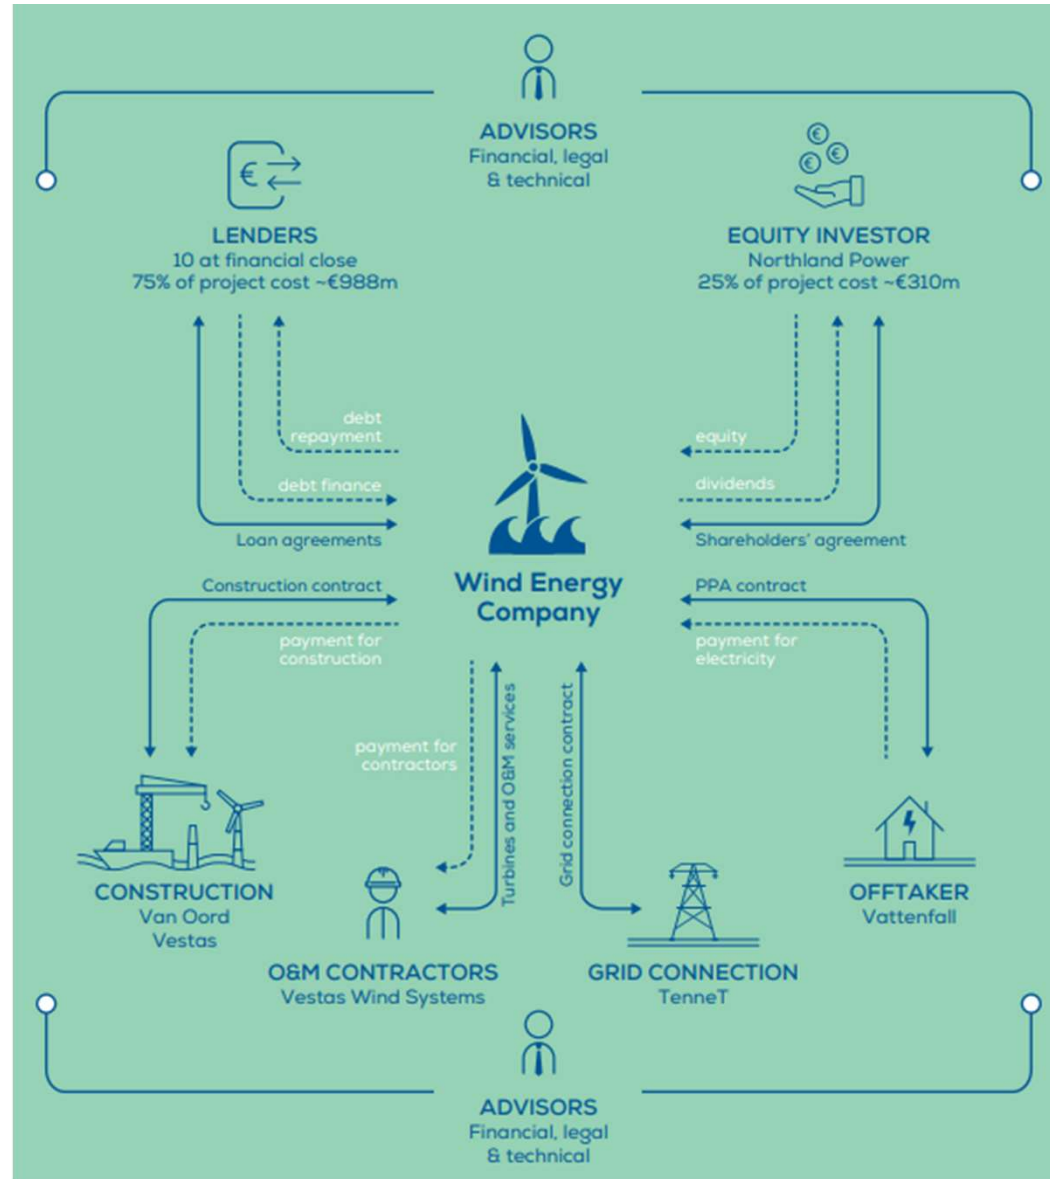 ADVISORS
Financial, legal
& technical
€
LENDERS
10 at financial close
75% of project cost ~€988m
€
€
€
EQUITY INVESTOR
Northland Power
25% of project cost ~€310m
debt
repayment
debt finance
Loan agreements
equity
dividends
Shareholders' agreement
Wind Energy
Company
Construction contract
payment for
construction
PPA contract
payment for
electricity
payment for
contractors
Turbines and O&M services
Grid connection contract
CONSTRUCTION
Van Oord
Vestas
O&M CONTRACTORS
Vestas Wind Systems
GRID CONNECTION
TenneT
OFFTAKER
Vattenfall
ADVISORS
Financial, legal
& technical